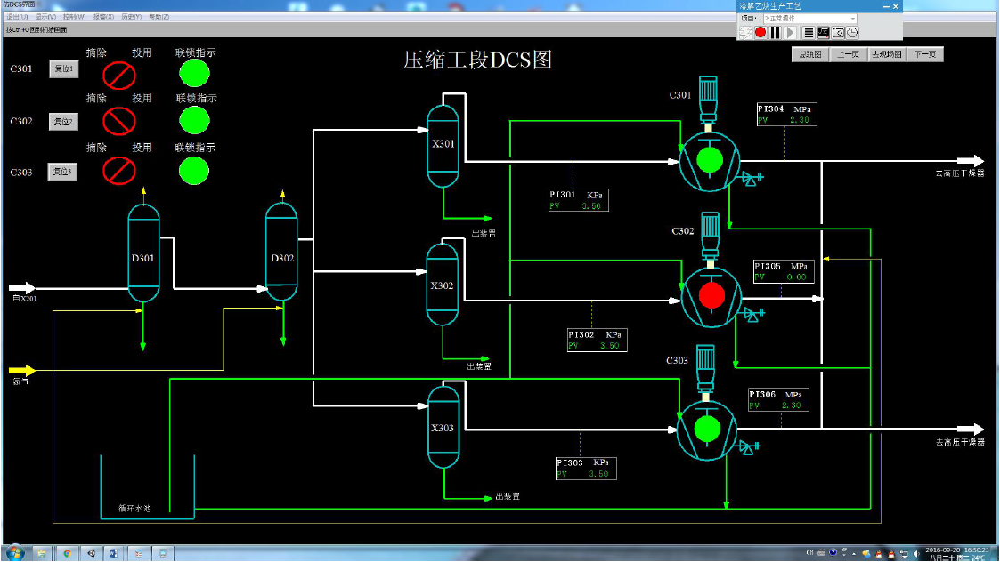 仿DCS界面
退出(U) 显示(V) 控制(W) 报警(X) 历史(Y) 帮助(Z)
按Ctrl+O回到初始画面
溶解乙炔生产工艺
项目: 2:正常操作
总貌图 上一页 去现场图 下一页
压缩工段DCS图
摘除 投用 联锁指示
C301 复位1
摘除 投用 联锁指示
C302 复位2
摘除 投用 联锁指示
C303 复位3
C301
PI304 MPa
PV 2.30
X301
去高压干燥器
PI301 KPa
PV 3.50
出装置
C302
D301
D302
PI305 MPa
PV 0.00
X302
自X201
PI302 KPa
PV 3.50
出装置
C303
氮气
PI306 MPa
PV 2.30
X303
去高压干燥器
PI303 KPa
PV 3.50
出装置
循环水池
CH
2016-09-20 16:50:23
八月二十 周二 24℃